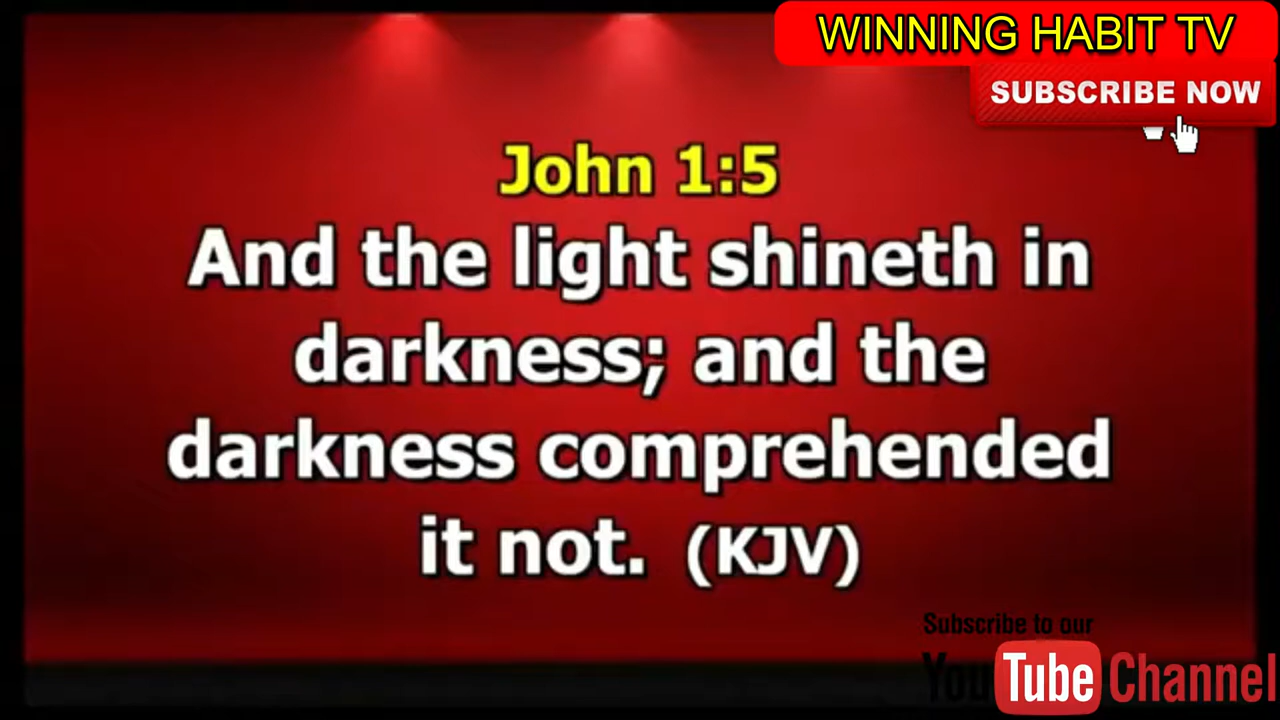 WINNING HABIT TV
SUBSCRIBE NOW
John 1:5
And the light shineth in
darkness; and the
darkness comprehended
it not. (KJV)
Subscribe to our
YouTube Channel